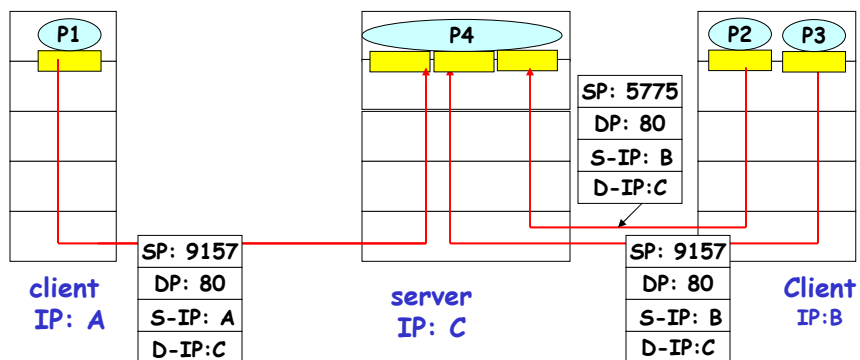 P1
P4
P2
P3
SP: 5775
DP: 80
S-IP: B
D-IP:C
client
IP: A
SP: 9157
DP: 80
S-IP: A
D-IP:C
server
IP: C
SP: 9157
DP: 80
S-IP: B
D-IP:C
Client
IP:B